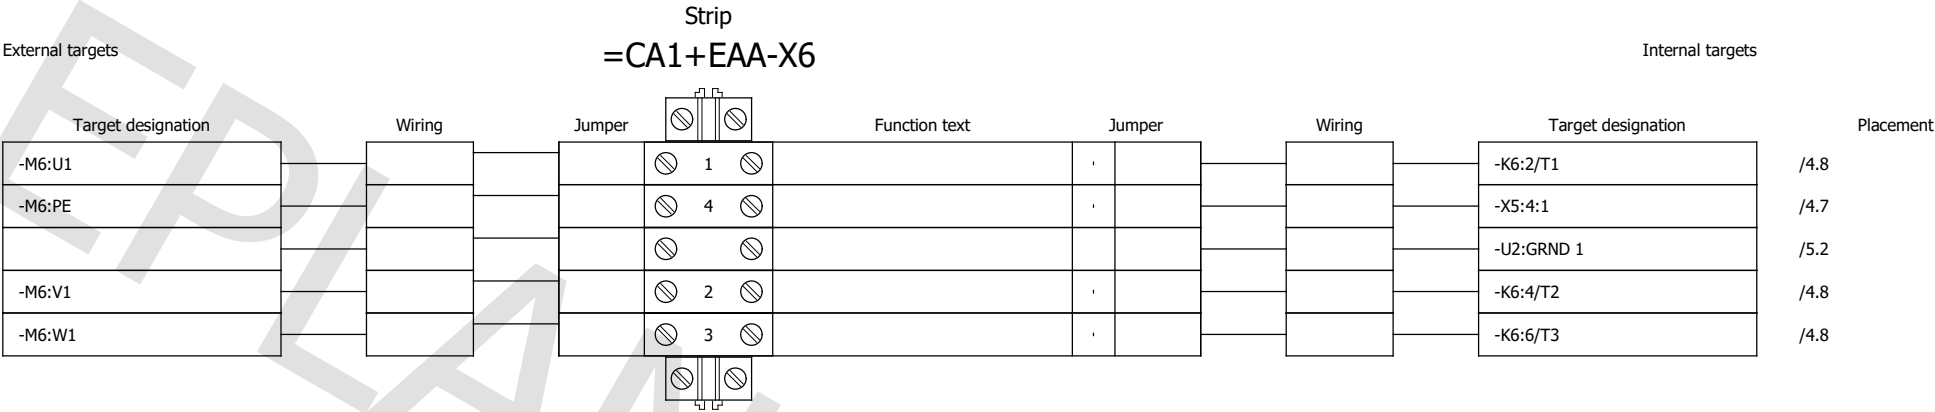 Strip
External targets =CA1+EAA-X6 Internal targets
Target designation Wiring Jumper Function text Jumper Wiring Target designation Placement
-M6:U1 1 ' -K6:2/T1 /4.8
-M6:PE 4 ' -X5:4:1 /4.7
-U2:GRND 1 /5.2
-M6:V1 2 ' -K6:4/T2 /4.8
-M6:W1 3 ' -K6:6/T3 /4.8
EPLAN